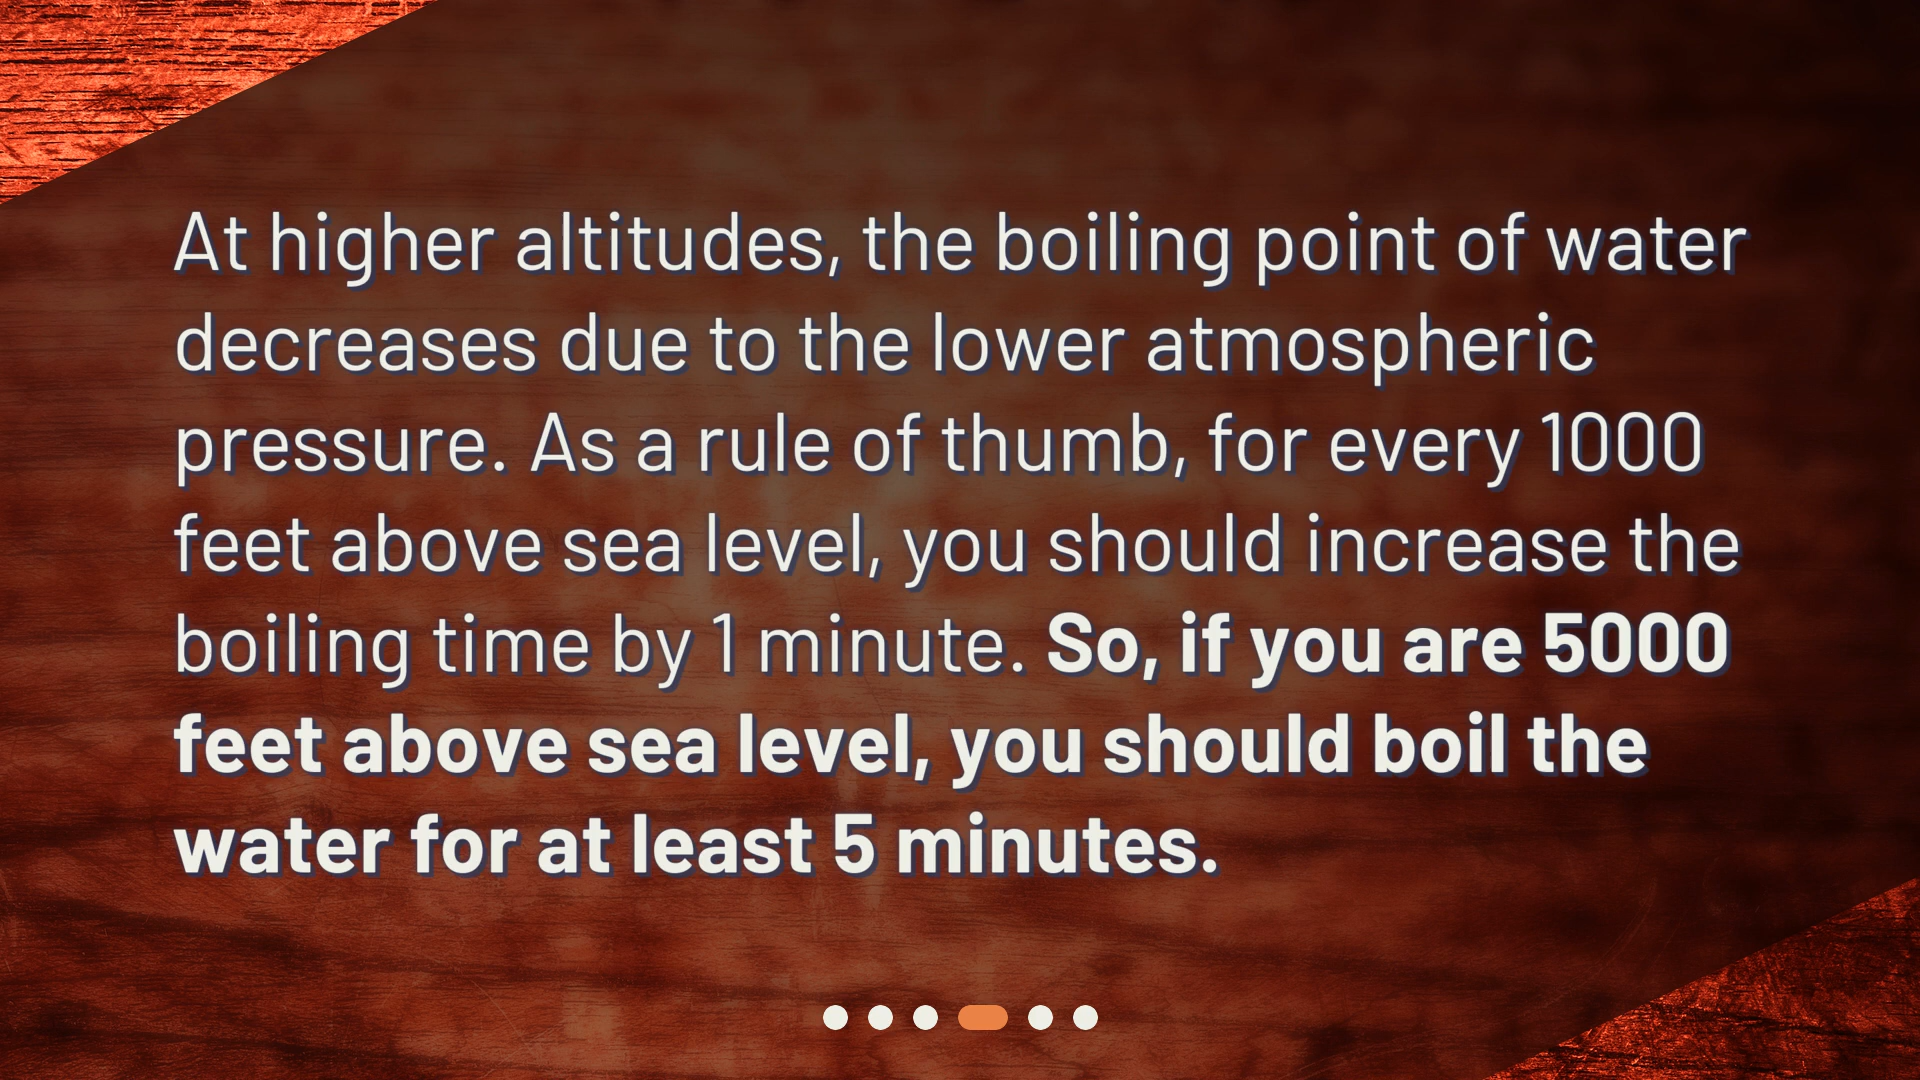 At higher altitudes, the boiling point of water
decreases due to the lower atmospheric
pressure. As a rule of thumb, for every 1000
feet above sea level, you should increase the
boiling time by 1 minute. So, if you are 5000
feet above sea level, you should boil the
water for at least 5 minutes.